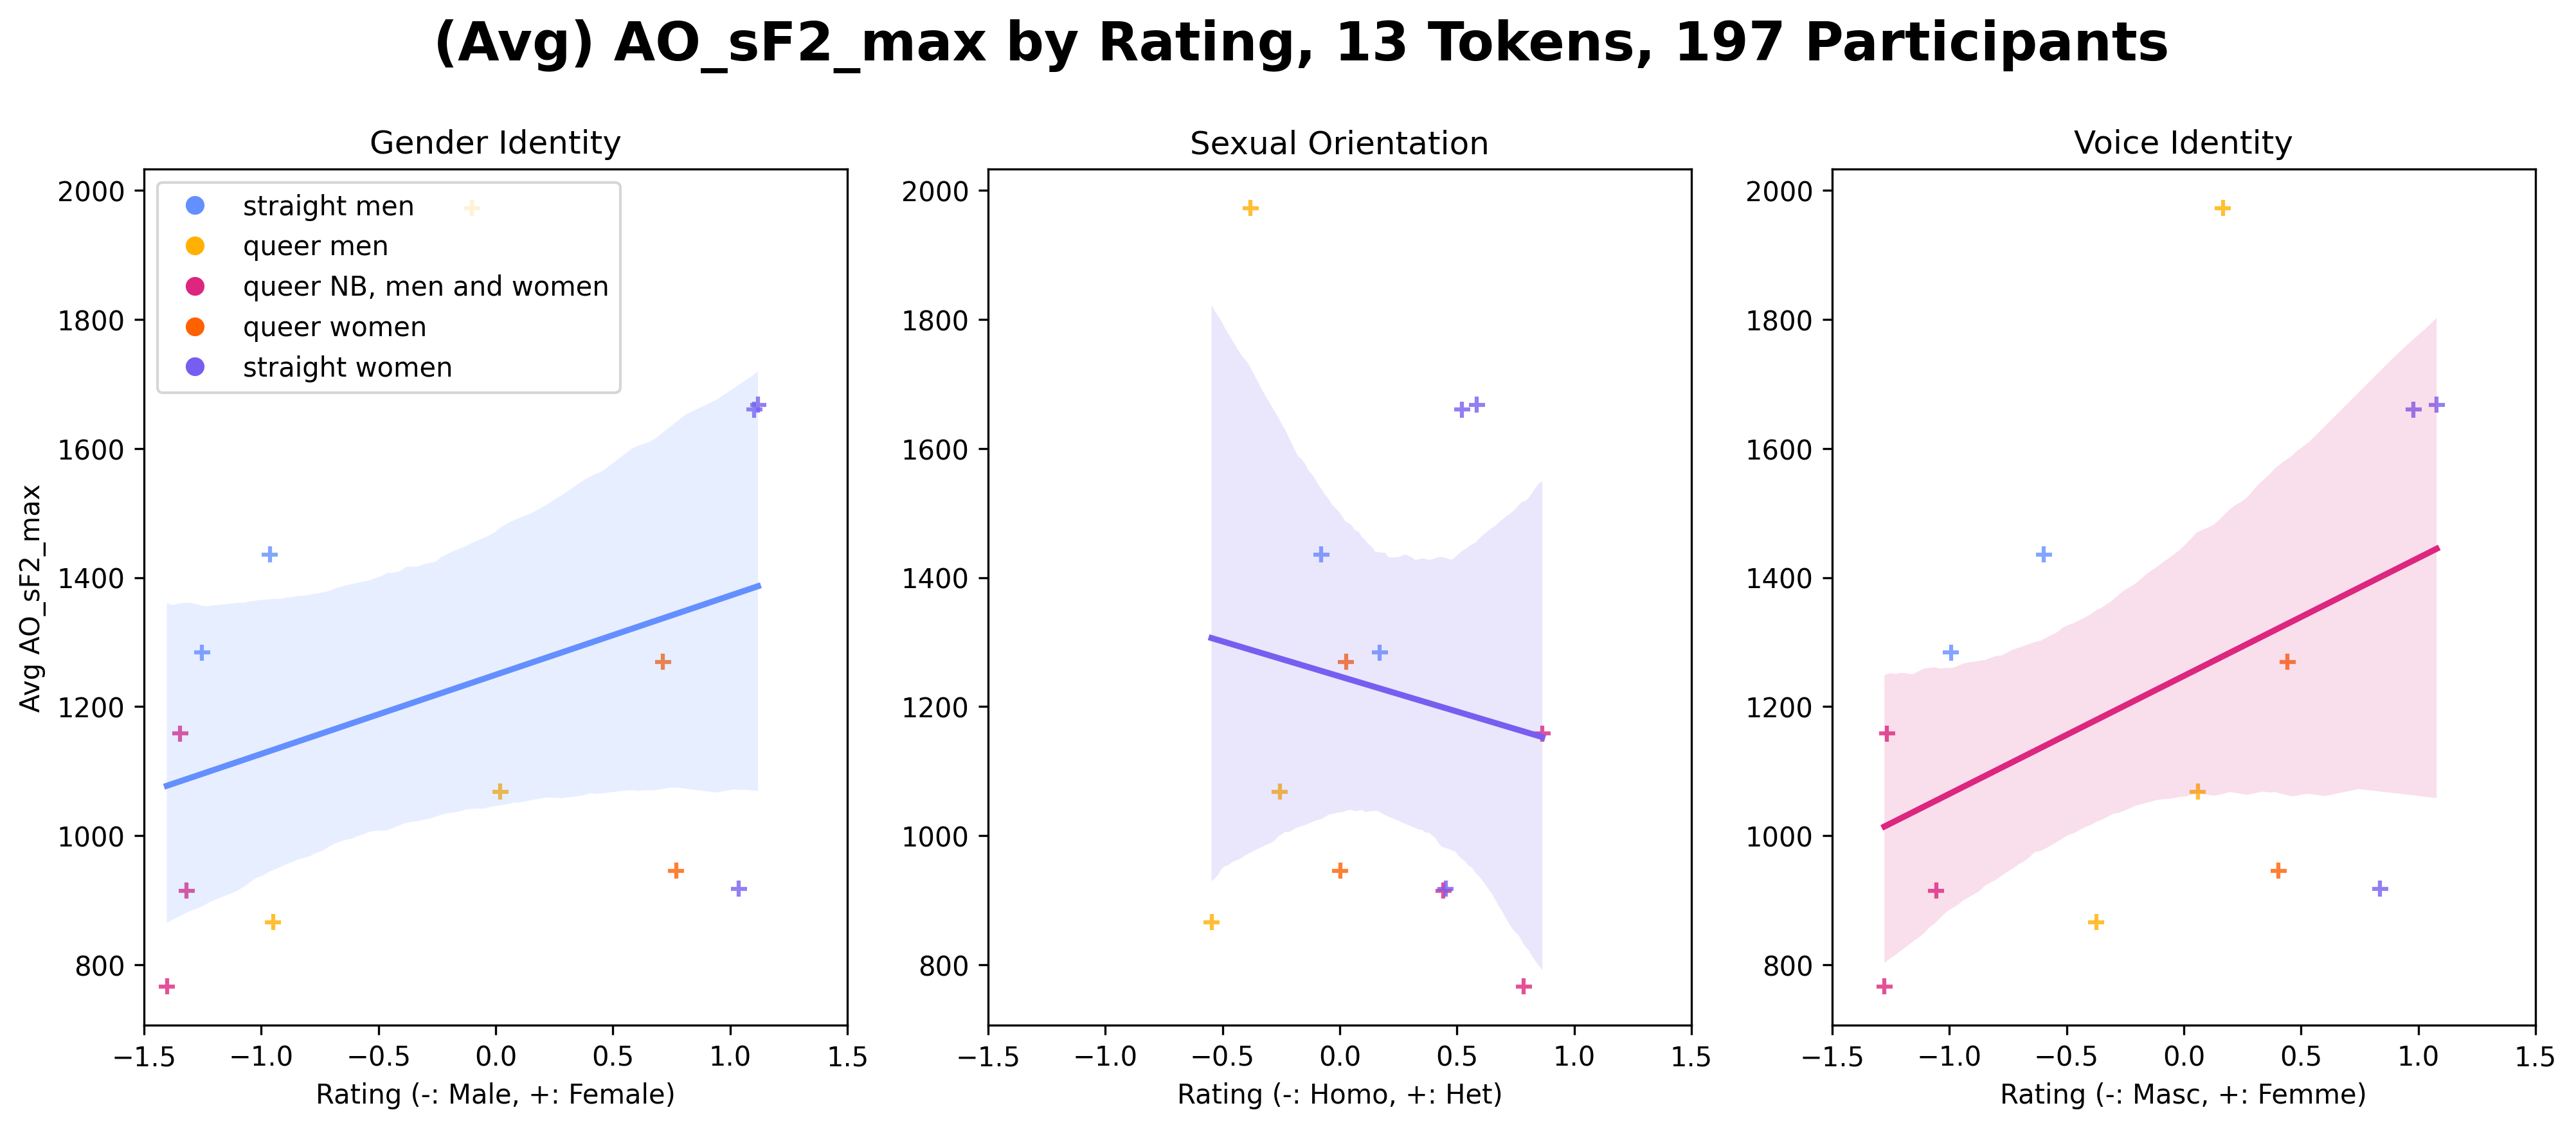 (Avg) AO_sF2_max by Rating, 13 Tokens, 197 Participants
Gender Identity
Sexual Orientation
Voice Identity
straight men
queer men
queer NB, men and women
queer women
straight women
Avg AO_sF2_max
2000
1800
1600
1400
1200
1000
800
−1.5 −1.0 −0.5 0.0 0.5 1.0 1.5
Rating (-: Male, +: Female)
2000
1800
1600
1400
1200
1000
800
−1.5 −1.0 −0.5 0.0 0.5 1.0 1.5
Rating (-: Homo, +: Het)
2000
1800
1600
1400
1200
1000
800
−1.5 −1.0 −0.5 0.0 0.5 1.0 1.5
Rating (-: Masc, +: Femme)